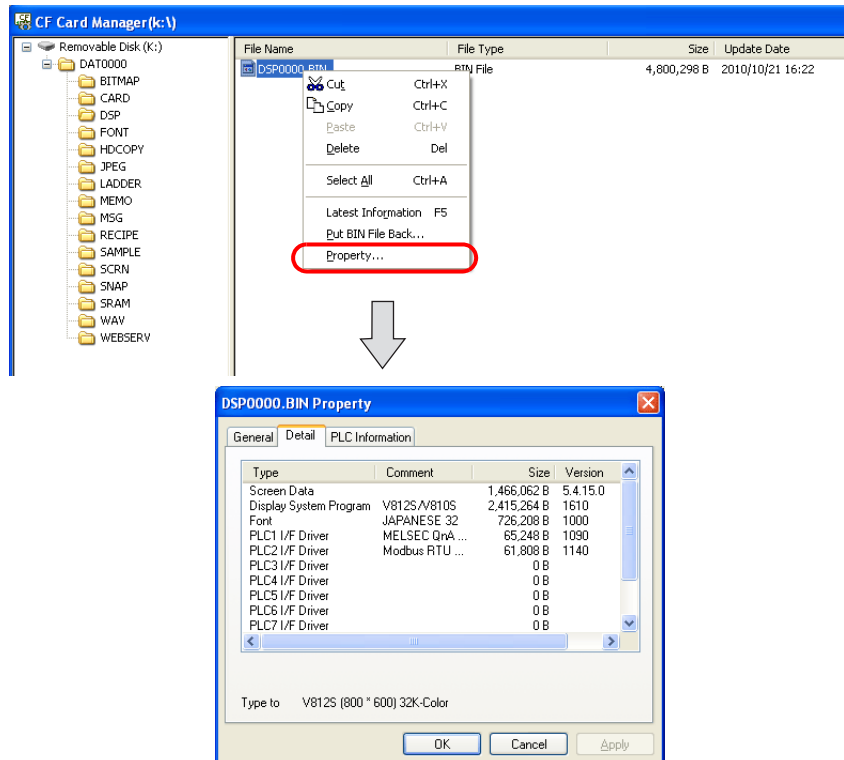 CF Card Manager(k:\)
Removable Disk (K:)
DAT0000
BITMAP
CARD
DSP
FONT
HDCOPY
JPEG
LADDER
MEMO
MSG
RECIPE
SAMPLE
SCRN
SNAP
SRAM
WAV
WEBSERV
File Name File Type Size Update Date
DSP0000.BIN BIN File 4,800,298 B 2010/10/21 16:22
Cut Ctrl+X
Copy Ctrl+C
Paste Ctrl+V
Delete Del
Select All Ctrl+A
Latest Information F5
Put BIN File Back...
Property...
DSP0000.BIN Property
General Detail PLC Information
Type Comment Size Version
Screen Data 1,466,062 B 5.4.15.0
Display System Program V812S/V810S 2,415,264 B 1610
Font JAPANESE 32 726,208 B 1000
PLC1 I/F Driver MELSEC QnA ... 65,248 B 1090
PLC2 I/F Driver Modbus RTU ... 61,808 B 1140
PLC3 I/F Driver 0 B
PLC4 I/F Driver 0 B
PLC5 I/F Driver 0 B
PLC6 I/F Driver 0 B
PLC7 I/F Driver 0 B
Type to V812S (800 * 600) 32K-Color
OK Cancel Apply